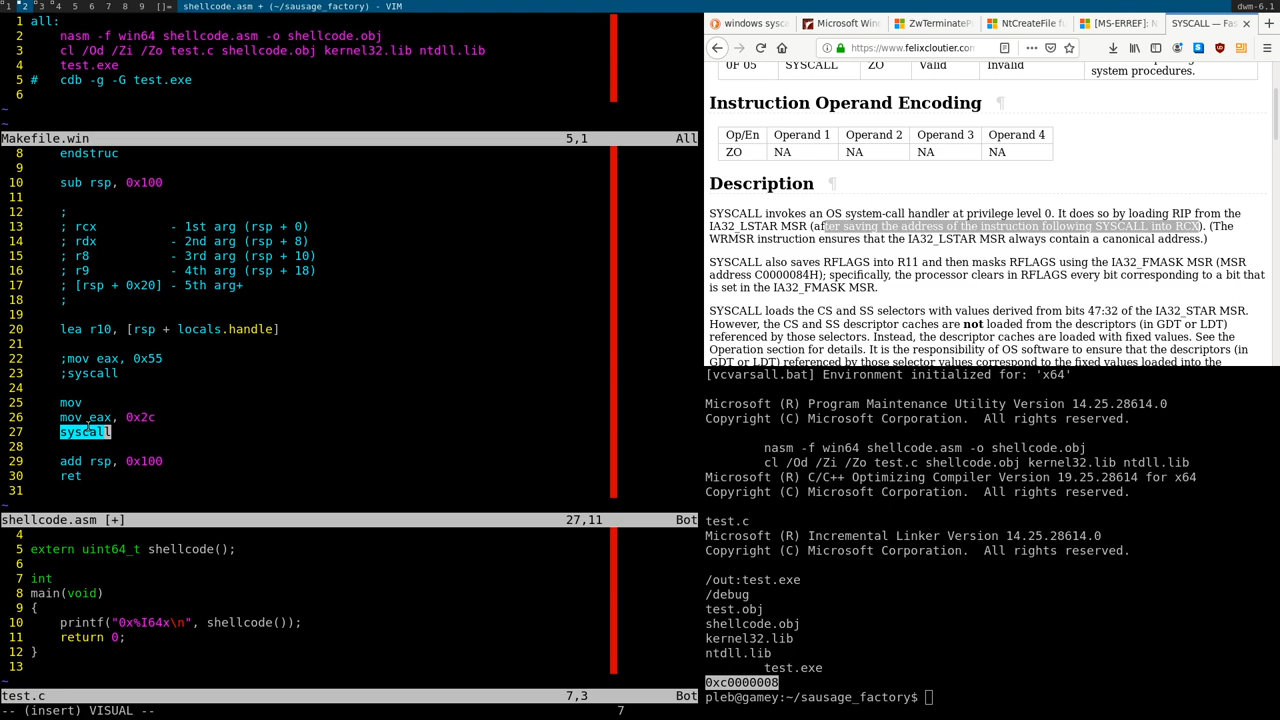 1 2 3 4 5 6 7 8 9 []= shellcode.asm + (~/sausage_factory) - VIM
dwm-6.1
1 all:
2     nasm -f win64 shellcode.asm -o shellcode.obj
3     cl /Od /Zi /Zo test.c shellcode.obj kernel32.lib ntdll.lib
4     test.exe
5 #   cdb -g -G test.exe
6
~
Makefile.win 5,1 All
8     endstruc
9
10     sub rsp, 0x100
11
12     ;
13     ; rcx          - 1st arg (rsp + 0)
14     ; rdx          - 2nd arg (rsp + 8)
15     ; r8           - 3rd arg (rsp + 10)
16     ; r9           - 4th arg (rsp + 18)
17     ; [rsp + 0x20] - 5th arg+
18     ;
19
20     lea r10, [rsp + locals.handle]
21
22     ;mov eax, 0x55
23     ;syscall
24
25     mov
26     mov eax, 0x2c
27     syscall
28
29     add rsp, 0x100
30     ret
31
~
shellcode.asm [+] 27,11 Bot
4
5 extern uint64_t shellcode();
6
7 int
8 main(void)
9 {
10     printf("0x%I64x\n", shellcode());
11     return 0;
12 }
13
~
test.c 7,3 Bot
-- (insert) VISUAL -- 7
windows sysca
Microsoft Win
ZwTerminateP
NtCreateFile fu
[MS-ERREF]: N
SYSCALL — Fas
https://www.felixcloutier.con
0F 05 SYSCALL ZO Valid Invalid
system procedures.
Instruction Operand Encoding ¶
Op/En Operand 1 Operand 2 Operand 3 Operand 4
ZO NA NA NA NA
Description ¶
SYSCALL invokes an OS system-call handler at privilege level 0. It does so by loading RIP from the
IA32_LSTAR MSR (after saving the address of the instruction following SYSCALL into RCX). (The
WRMSR instruction ensures that the IA32_LSTAR MSR always contain a canonical address.)
SYSCALL also saves RFLAGS into R11 and then masks RFLAGS using the IA32_FMASK MSR (MSR
address C0000084H); specifically, the processor clears in RFLAGS every bit corresponding to a bit that
is set in the IA32_FMASK MSR.
SYSCALL loads the CS and SS selectors with values derived from bits 47:32 of the IA32_STAR MSR.
However, the CS and SS descriptor caches are not loaded from the descriptors (in GDT or LDT)
referenced by those selectors. Instead, the descriptor caches are loaded with fixed values. See the
Operation section for details. It is the responsibility of OS software to ensure that the descriptors (in
GDT or LDT) referenced by those selector values correspond to the fixed values loaded into the
[vcvarsall.bat] Environment initialized for: 'x64'
Microsoft (R) Program Maintenance Utility Version 14.25.28614.0
Copyright (C) Microsoft Corporation.  All rights reserved.
nasm -f win64 shellcode.asm -o shellcode.obj
cl /Od /Zi /Zo test.c shellcode.obj kernel32.lib ntdll.lib
Microsoft (R) C/C++ Optimizing Compiler Version 19.25.28614 for x64
Copyright (C) Microsoft Corporation.  All rights reserved.
test.c
Microsoft (R) Incremental Linker Version 14.25.28614.0
Copyright (C) Microsoft Corporation.  All rights reserved.
/out:test.exe
/debug
test.obj
shellcode.obj
kernel32.lib
ntdll.lib
test.exe
0xc0000008
pleb@gamey:~/sausage_factory$